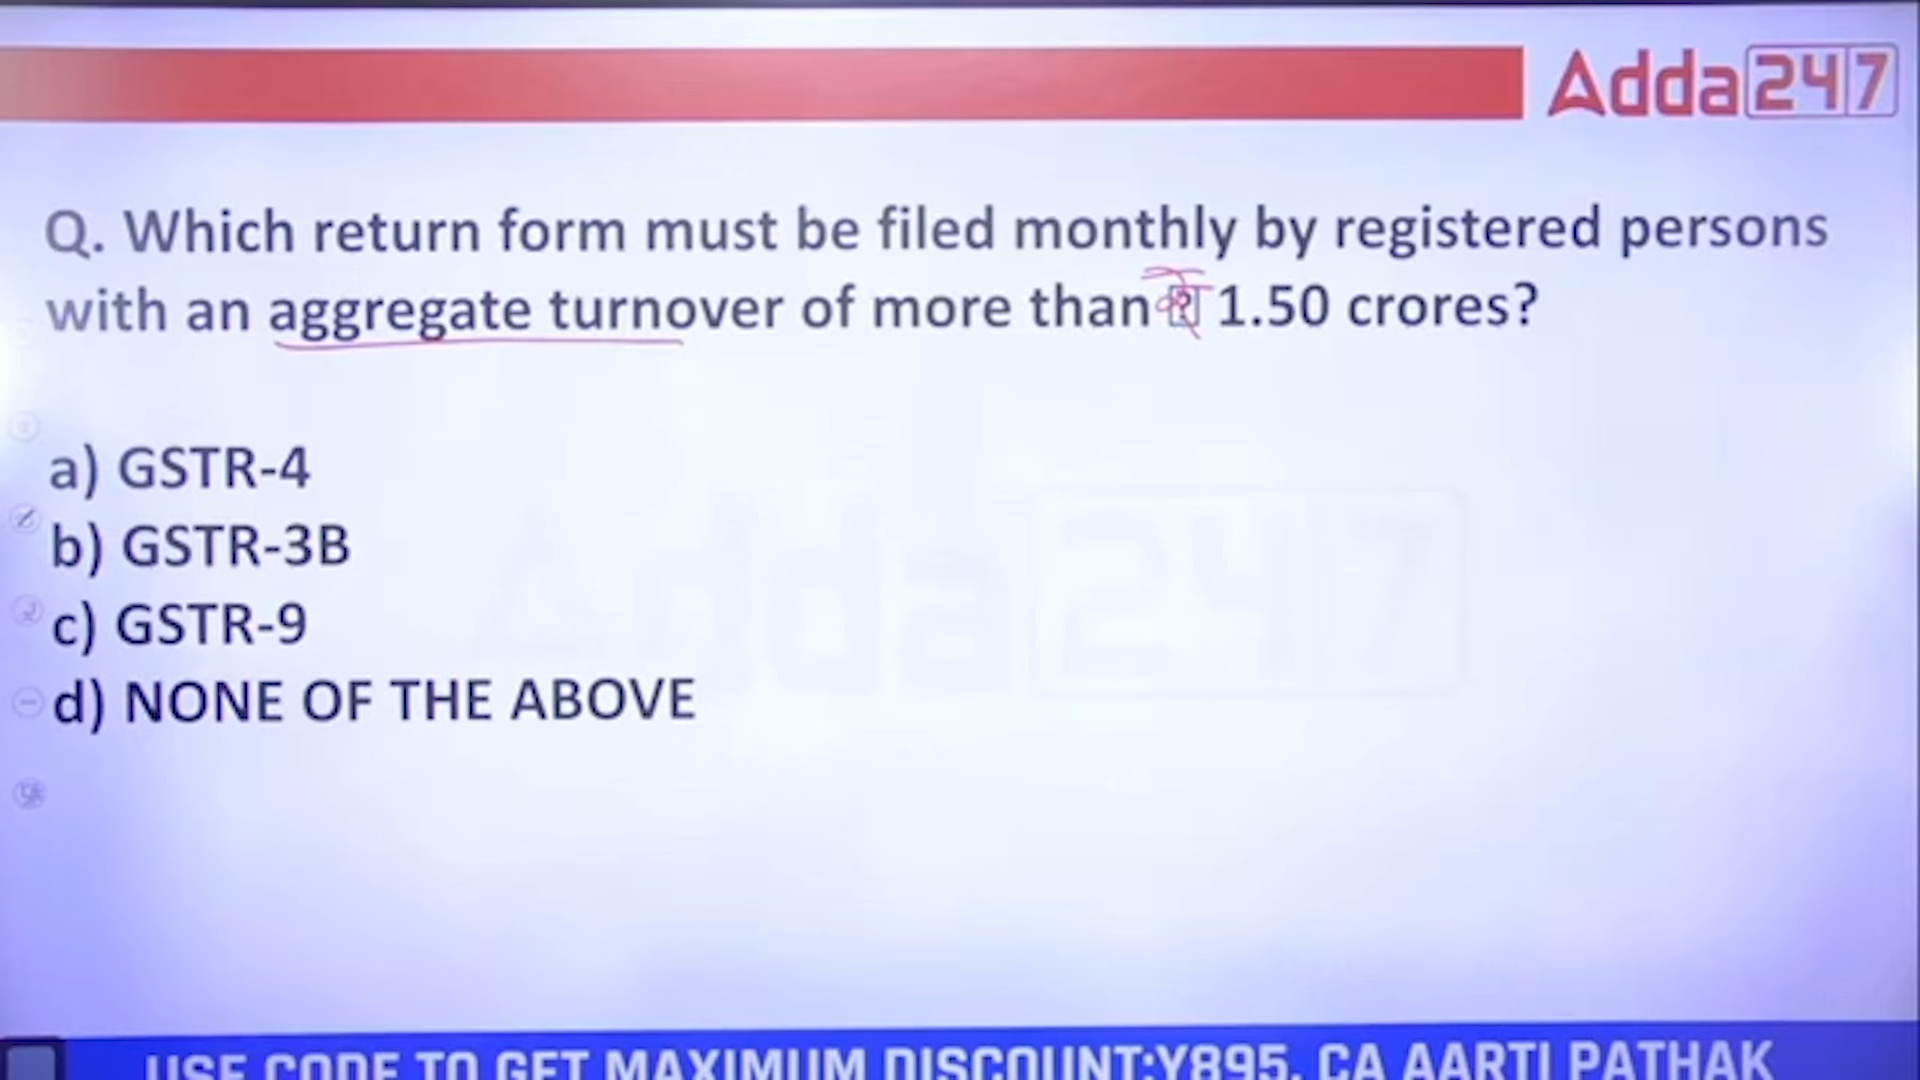 Adda247
Q. Which return form must be filed monthly by registered persons
with an aggregate turnover of more than ₹ 1.50 crores?
a) GSTR-4
b) GSTR-3B
c) GSTR-9
d) NONE OF THE ABOVE
Adda247
USE CODE TO GET MAXIMUM DISCOUNT:Y895, CA AARTI PATHAK